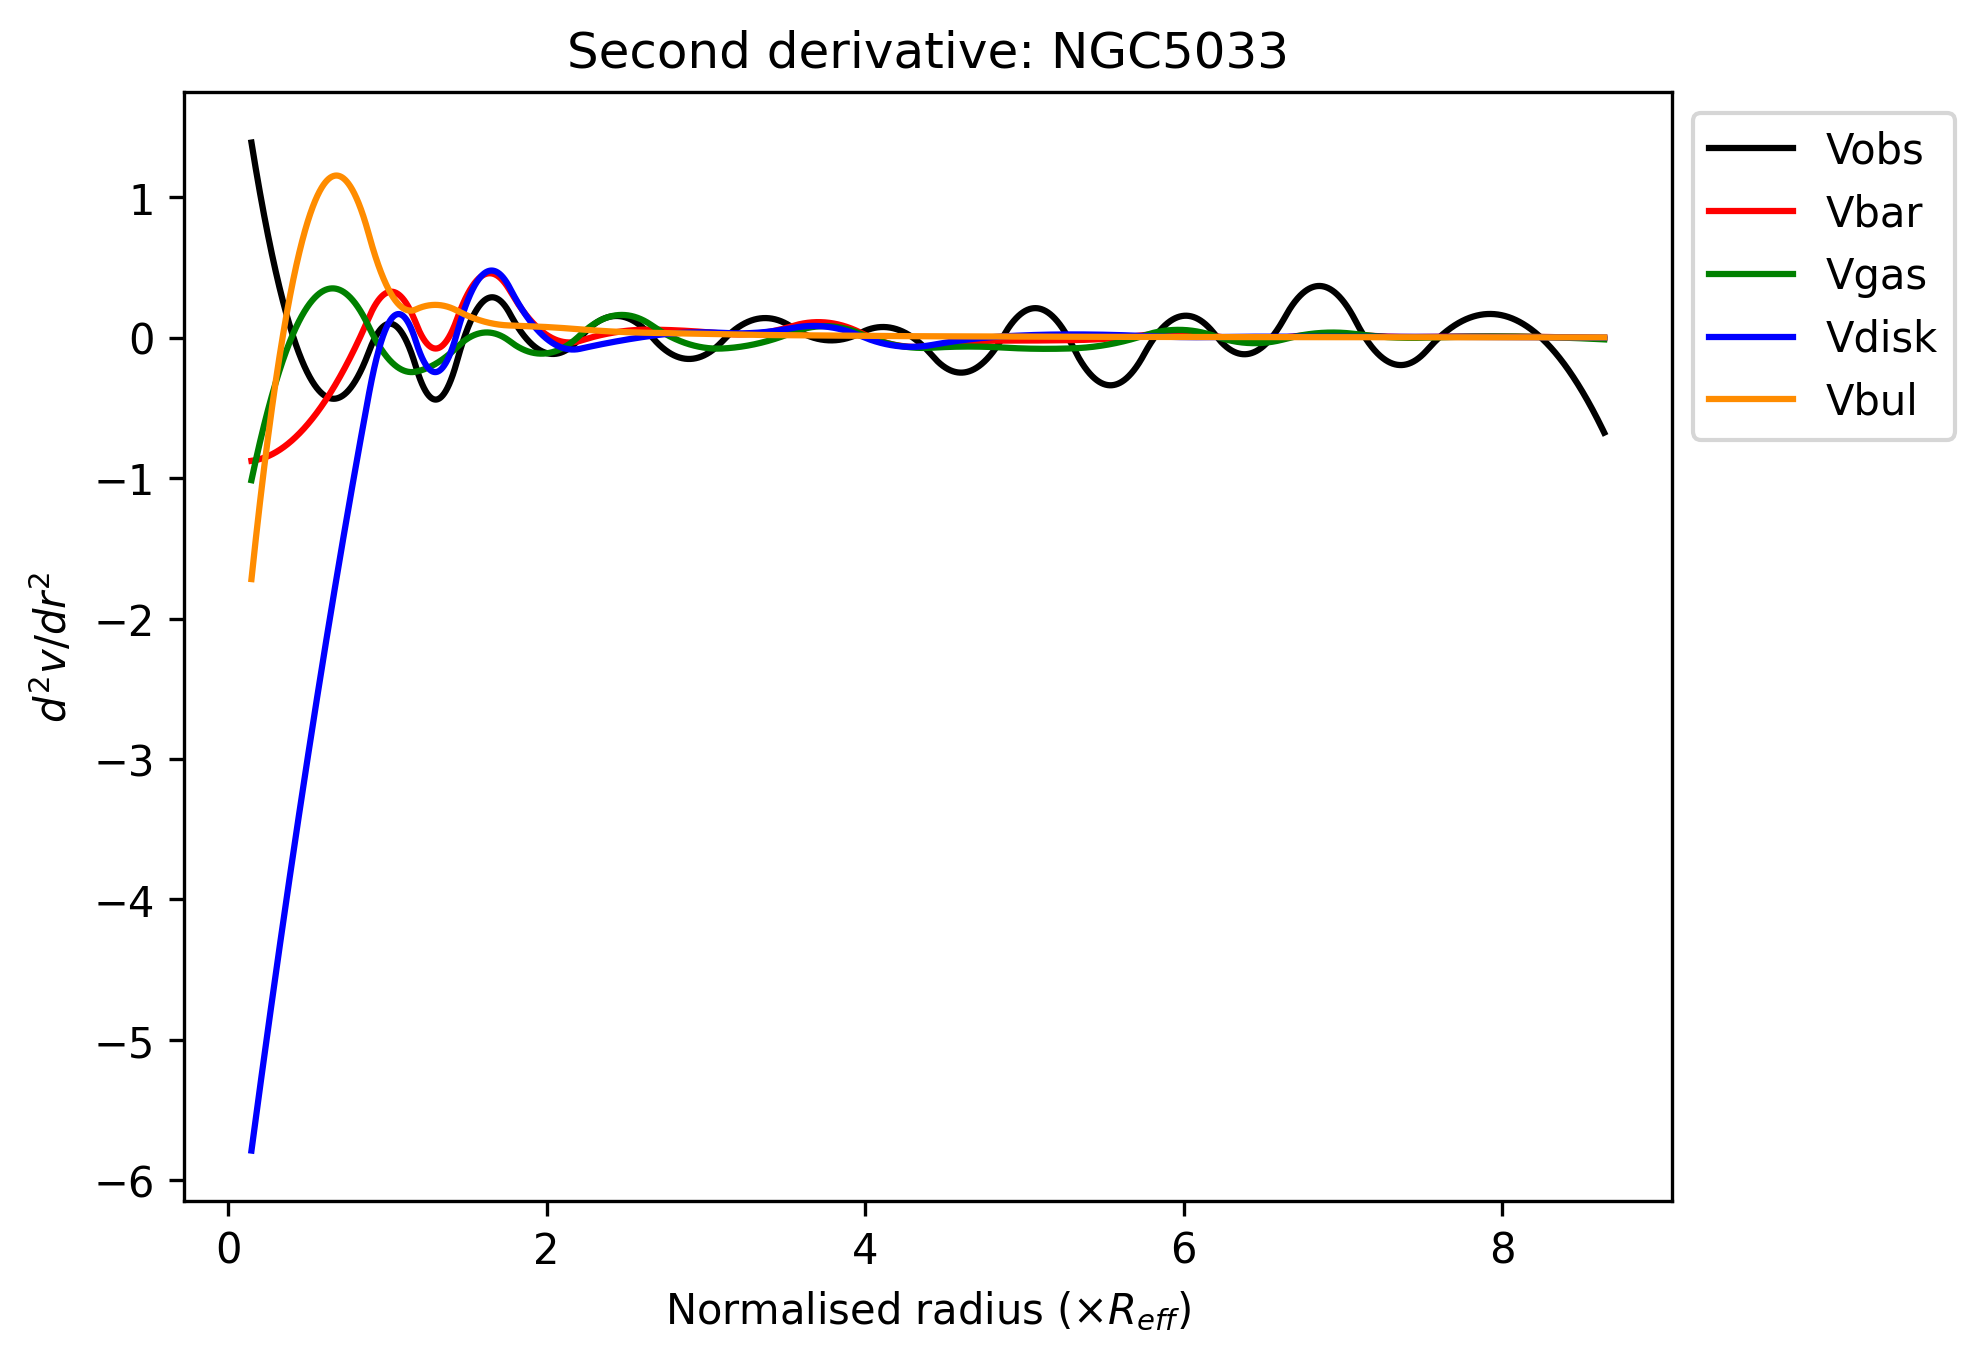 Second derivative: NGC5033
1
0
−1
−2
−3
−4
−5
−6
d²v/dr²
0 2 4 6 8
Normalised radius (×R_eff)
Vobs
Vbar
Vgas
Vdisk
Vbul